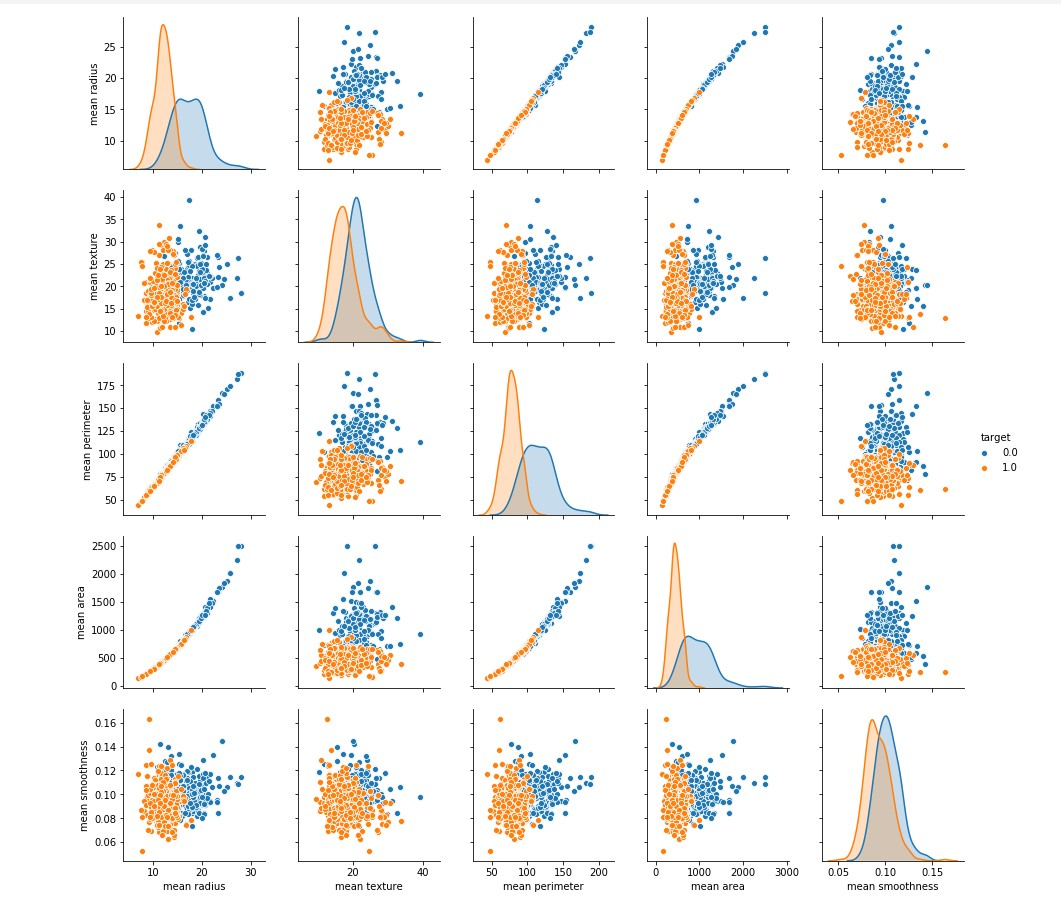 mean radius
25
20
15
10
mean texture
40
35
30
25
20
15
10
mean perimeter
175
150
125
100
75
50
target
0.0
1.0
mean area
2500
2000
1500
1000
500
0
mean smoothness
0.16
0.14
0.12
0.10
0.08
0.06
10 20 30
20 40
50 100 150 200
0 1000 2000 3000
0.05 0.10 0.15
mean radius
mean texture
mean perimeter
mean area
mean smoothness